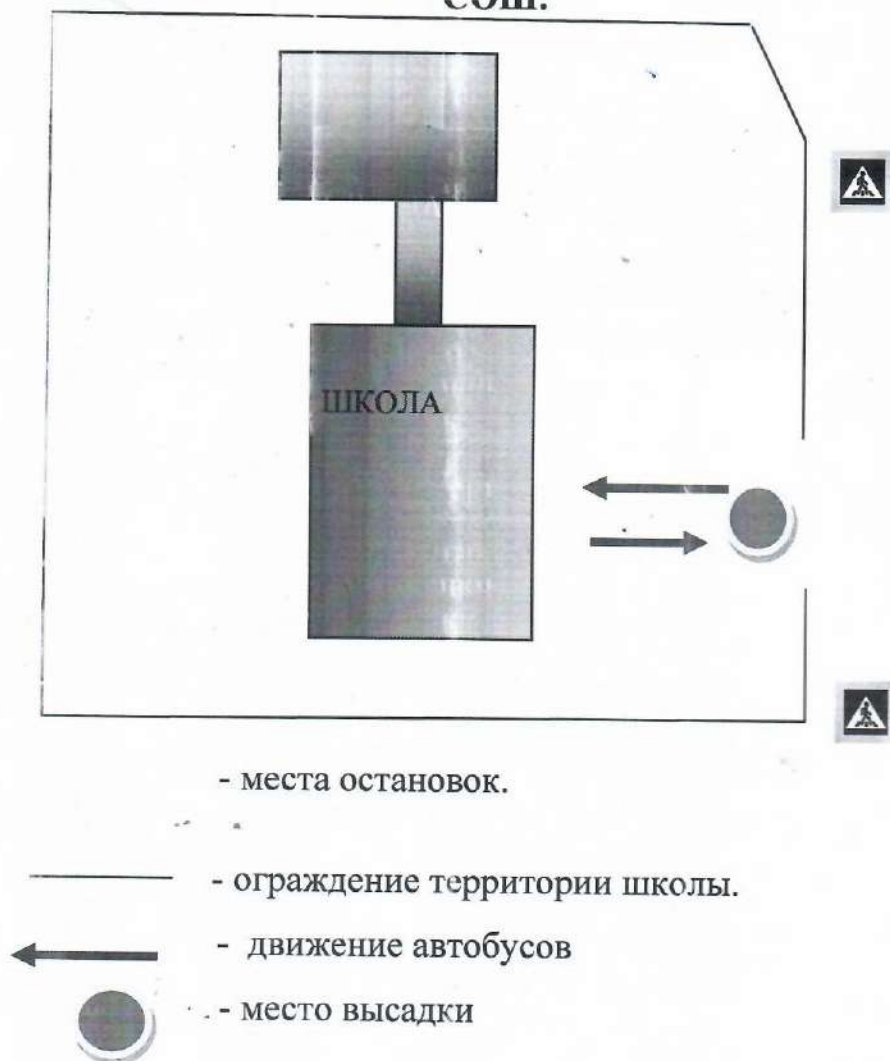 СОШ.
ШКОЛА
- места остановок.
- ограждение территории школы.
- движение автобусов
- место высадки